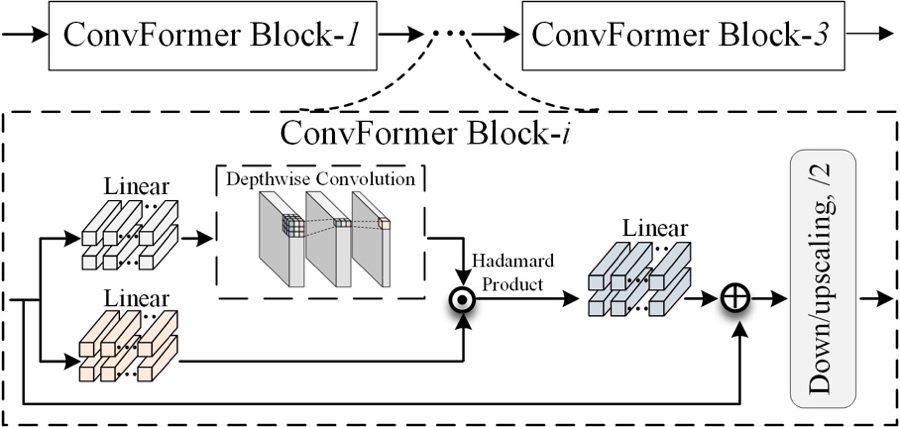 ConvFormer Block-1
ConvFormer Block-3
ConvFormer Block-i
Linear
Depthwise Convolution
Linear
Hadamard
Product
Linear
Down/upscaling, /2